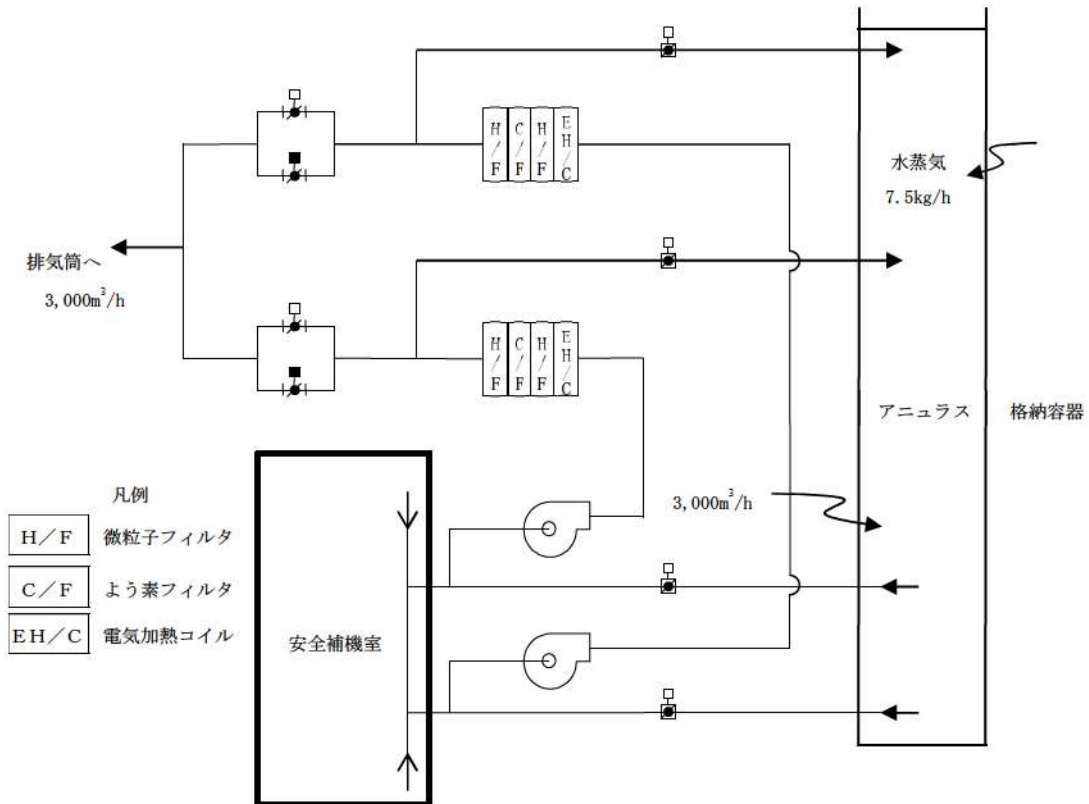 H/F
C/F
H/F
EH/C
水蒸気
7.5kg/h
排気筒へ
3,000m³/h
H/F
C/F
H/F
EH/C
アニュラス
格納容器
3,000m³/h
凡例
H/F 微粒子フィルタ
C/F よう素フィルタ
EH/C 電気加熱コイル
安全補機室